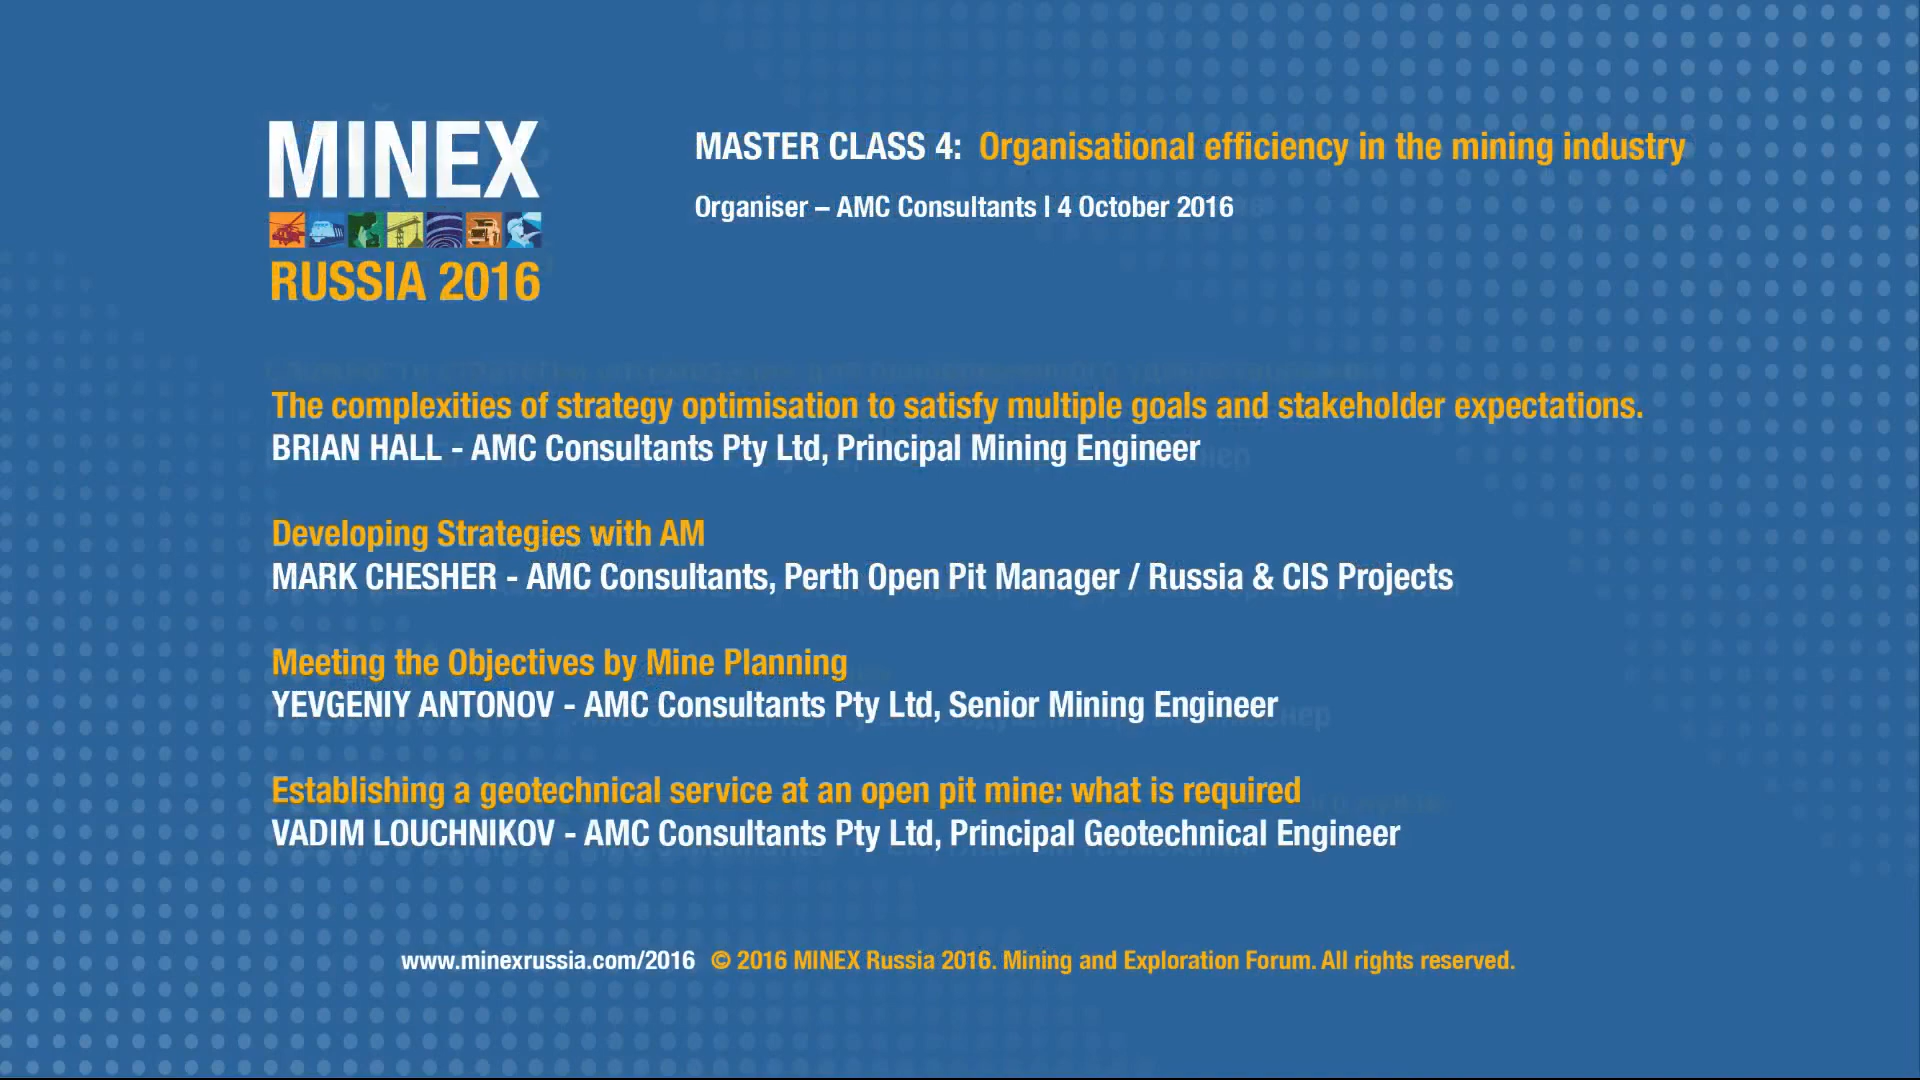 MINEX
RUSSIA 2016
MASTER CLASS 4: Organisational efficiency in the mining industry
Organiser – AMC Consultants | 4 October 2016
The complexities of strategy optimisation to satisfy multiple goals and stakeholder expectations.
BRIAN HALL - AMC Consultants Pty Ltd, Principal Mining Engineer
Developing Strategies with AM
MARK CHESHER - AMC Consultants, Perth Open Pit Manager / Russia & CIS Projects
Meeting the Objectives by Mine Planning
YEVGENIY ANTONOV - AMC Consultants Pty Ltd, Senior Mining Engineer
Establishing a geotechnical service at an open pit mine: what is required
VADIM LOUCHNIKOV - AMC Consultants Pty Ltd, Principal Geotechnical Engineer
www.minexrussia.com/2016 © 2016 MINEX Russia 2016. Mining and Exploration Forum. All rights reserved.